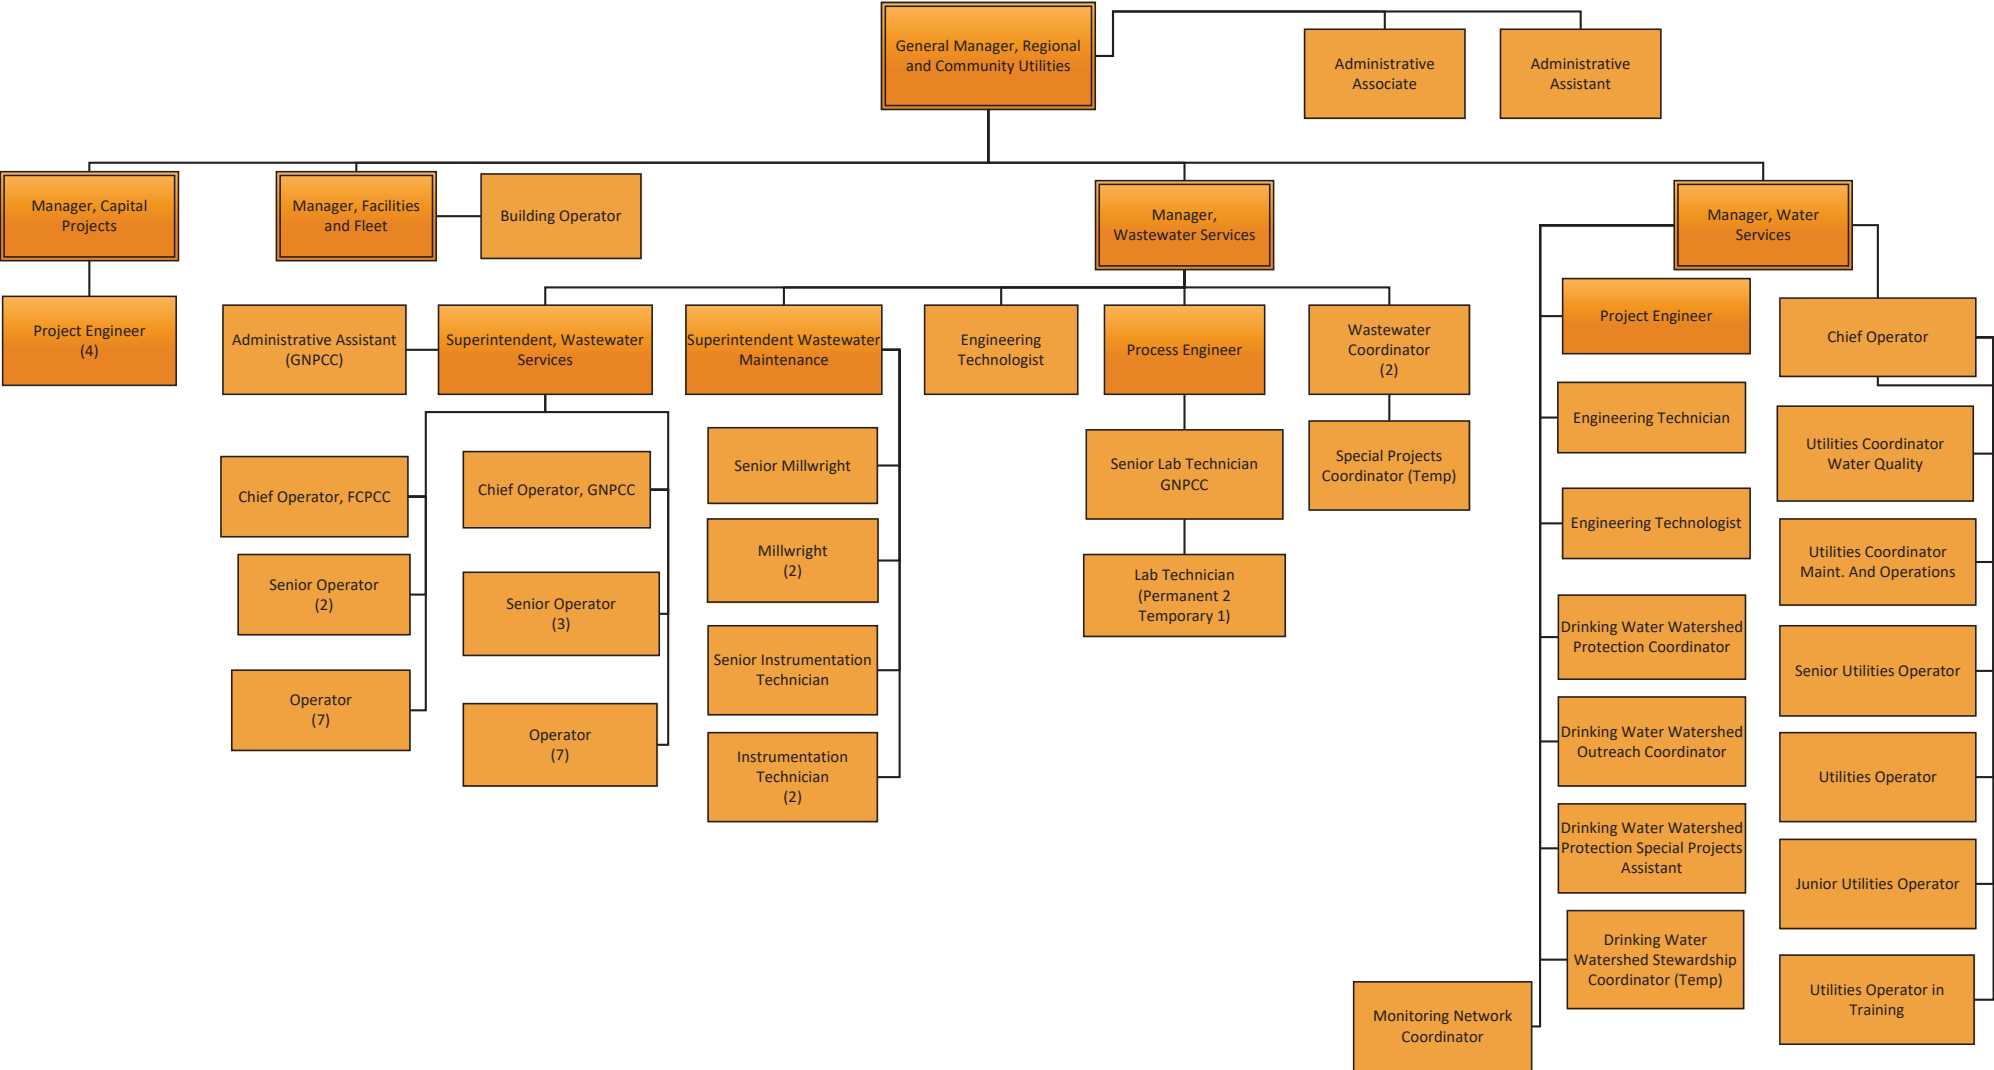 General Manager, Regional
and Community Utilities
Administrative
Associate
Administrative
Assistant
Manager, Capital
Projects
Manager, Facilities
and Fleet
Building Operator
Manager,
Wastewater Services
Manager, Water
Services
Project Engineer
(4)
Administrative Assistant
(GNPCC)
Superintendent, Wastewater
Services
Superintendent Wastewater
Maintenance
Engineering
Technologist
Process Engineer
Wastewater
Coordinator
(2)
Project Engineer
Chief Operator
Chief Operator, FCPCC
Senior Operator
(2)
Operator
(7)
Chief Operator, GNPCC
Senior Operator
(3)
Operator
(7)
Senior Millwright
Millwright
(2)
Senior Instrumentation
Technician
Instrumentation
Technician
(2)
Senior Lab Technician
GNPCC
Lab Technician
(Permanent 2
Temporary 1)
Special Projects
Coordinator (Temp)
Engineering Technician
Engineering Technologist
Drinking Water Watershed
Protection Coordinator
Drinking Water Watershed
Outreach Coordinator
Drinking Water Watershed
Protection Special Projects
Assistant
Drinking Water
Watershed Stewardship
Coordinator (Temp)
Monitoring Network
Coordinator
Utilities Coordinator
Water Quality
Utilities Coordinator
Maint. And Operations
Senior Utilities Operator
Utilities Operator
Junior Utilities Operator
Utilities Operator in
Training